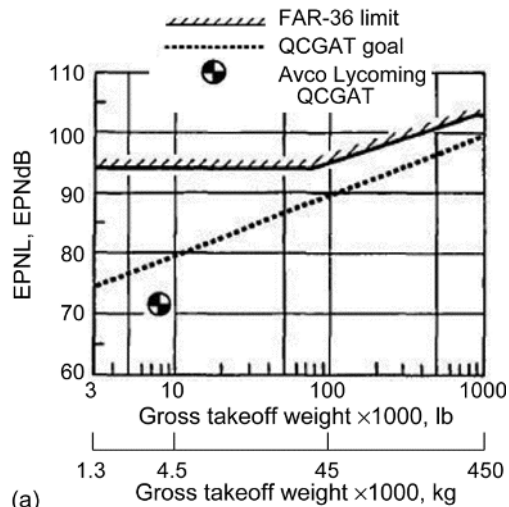 FAR-36 limit
QCGAT goal
Avco Lycoming
QCGAT
110
100
90
80
70
60
EPNL, EPNdB
3 10 100 1000
Gross takeoff weight ×1000, lb
1.3 4.5 45 450
Gross takeoff weight ×1000, kg
(a)